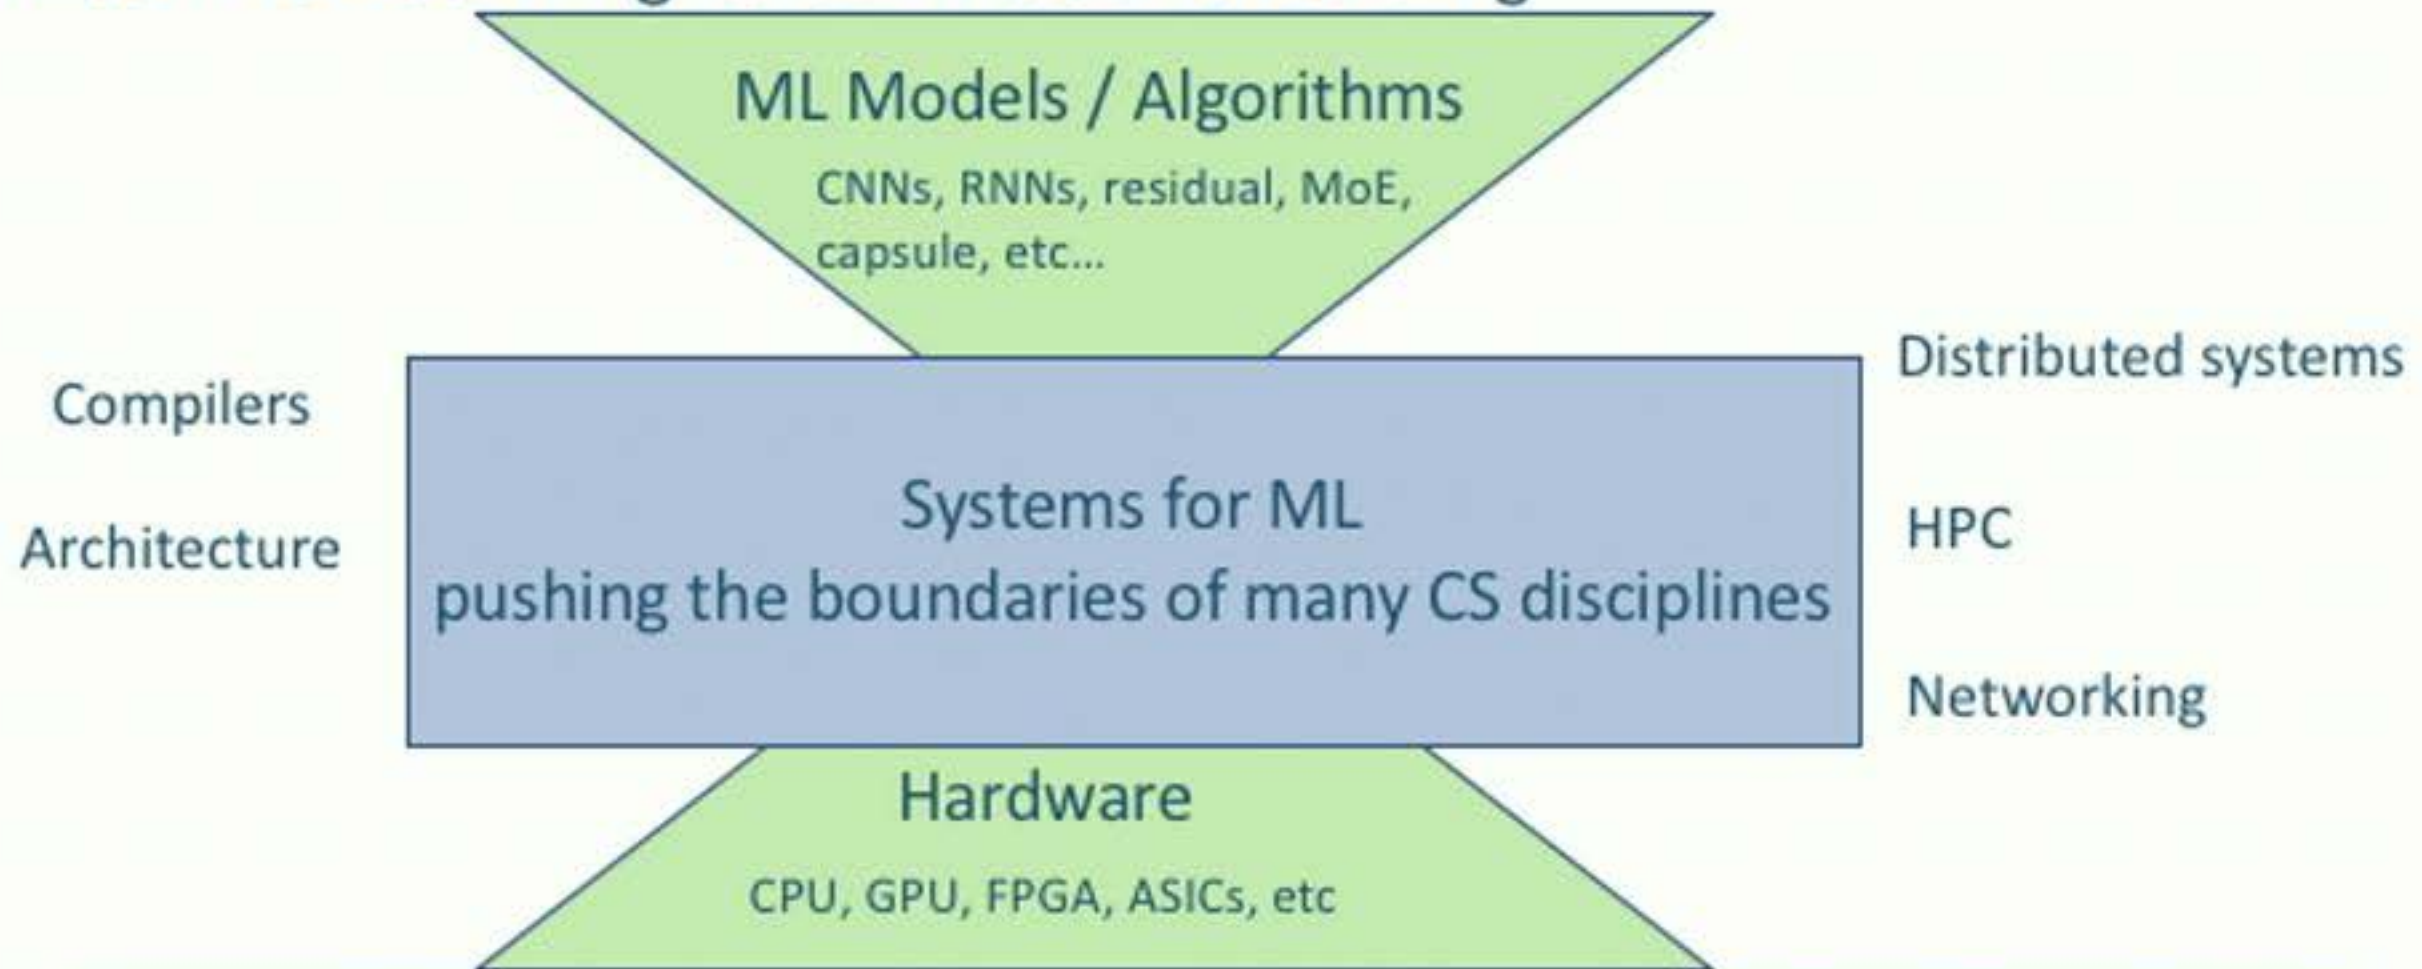 ML Models / Algorithms
CNNs, RNNs, residual, MoE,
capsule, etc...
Compilers
Architecture
Systems for ML
pushing the boundaries of many CS disciplines
Distributed systems
HPC
Networking
Hardware
CPU, GPU, FPGA, ASICs, etc